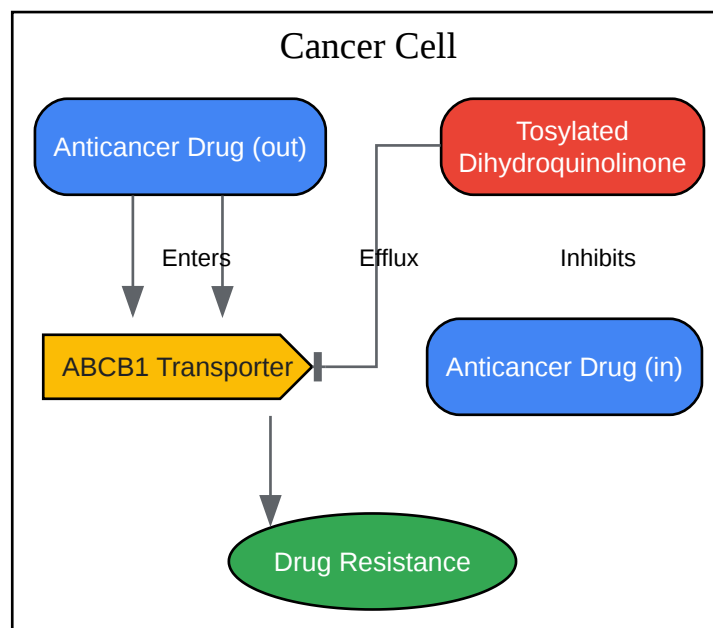 Cancer Cell
Anticancer Drug (out)
Tosylated
Dihydroquinolinone
Enters
Efflux
Inhibits
ABCB1 Transporter
Anticancer Drug (in)
Drug Resistance